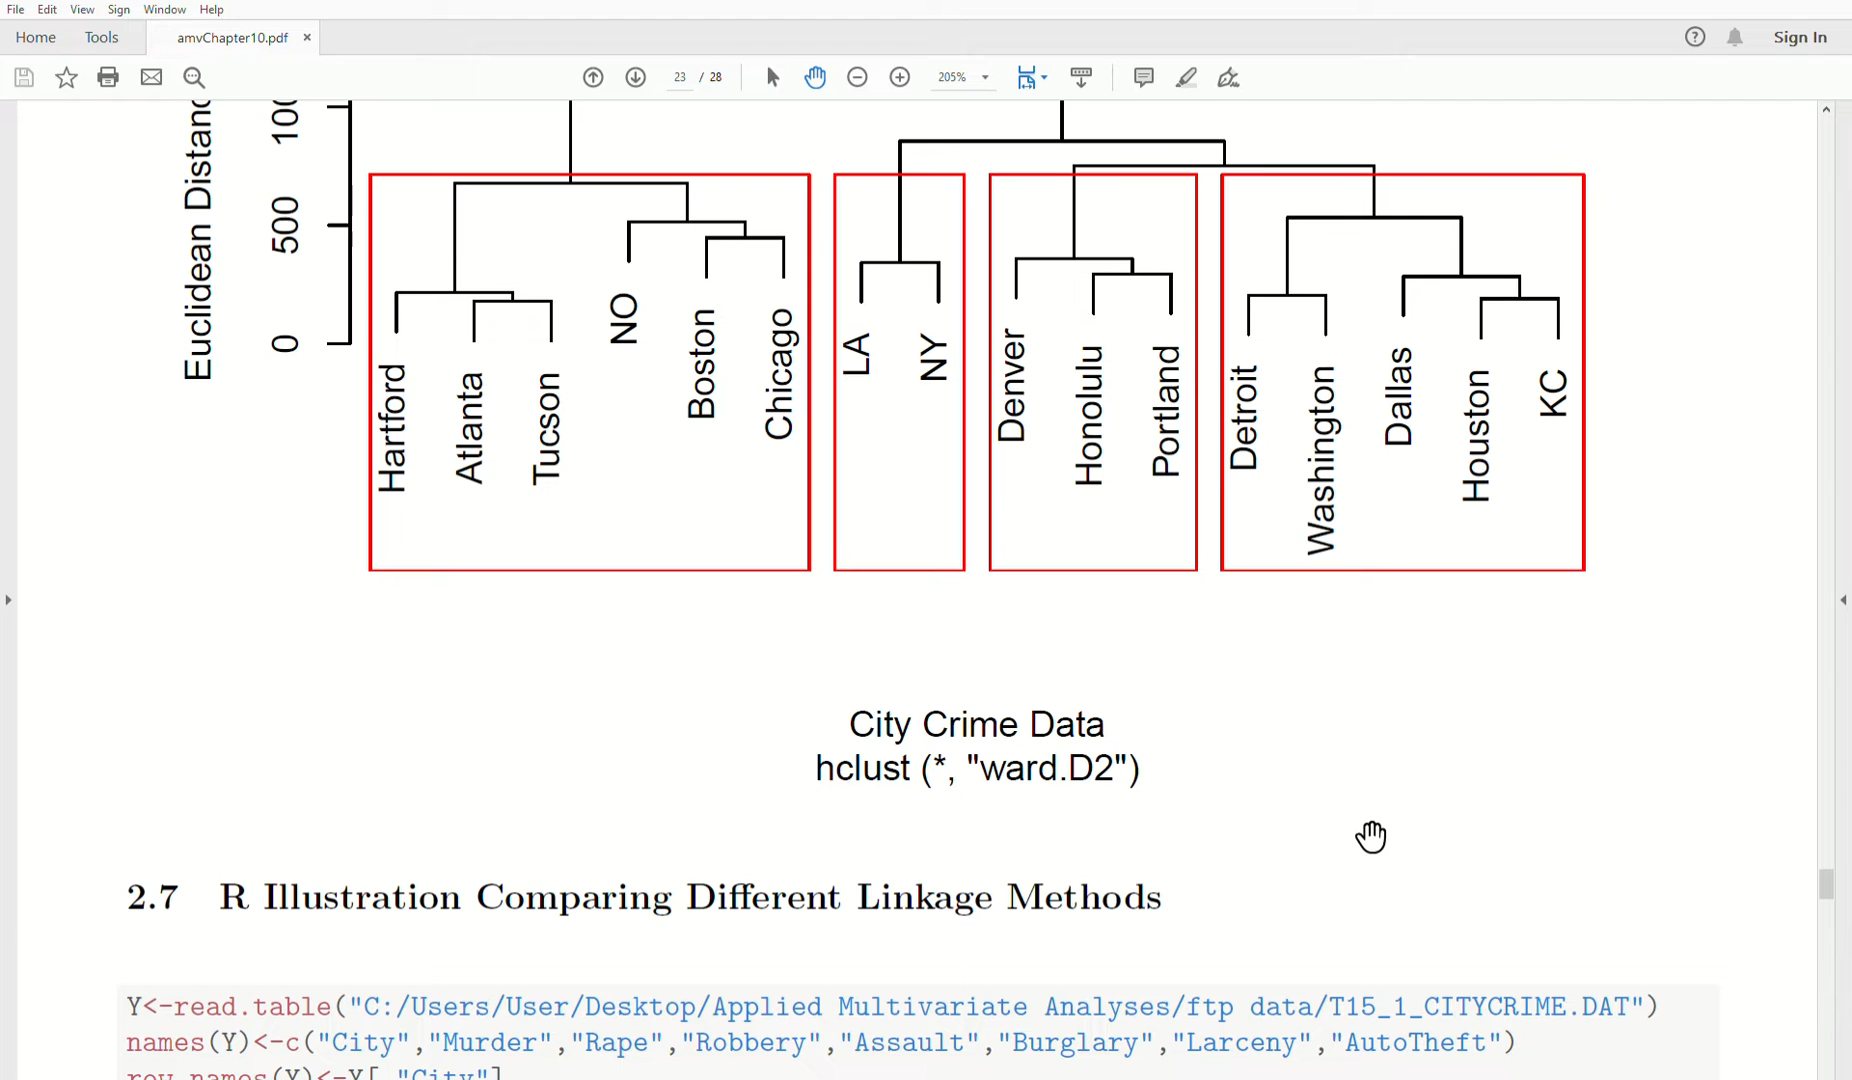 File Edit View Sign Window Help
Home Tools amvChapter10.pdf × Sign In
23 / 28 205%
Euclidean Distanc
0 500 100
Hartford
Atlanta
Tucson
NO
Boston
Chicago
LA
NY
Denver
Honolulu
Portland
Detroit
Washington
Dallas
Houston
KC
City Crime Data
hclust (*, "ward.D2")
2.7 R Illustration Comparing Different Linkage Methods
Y<-read.table("C:/Users/User/Desktop/Applied Multivariate Analyses/ftp data/T15_1_CITYCRIME.DAT")
names(Y)<-c("City","Murder","Rape","Robbery","Assault","Burglary","Larceny","AutoTheft")
row.names(Y)<-Y[,"City"]